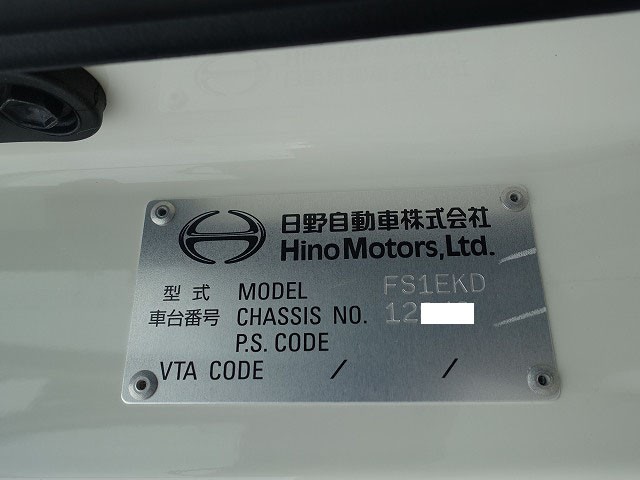 日野自動車株式会社
Hino Motors, Ltd.
型式 MODEL FS1EKD
車台番号 CHASSIS NO. 12
P.S. CODE
VTA CODE / /